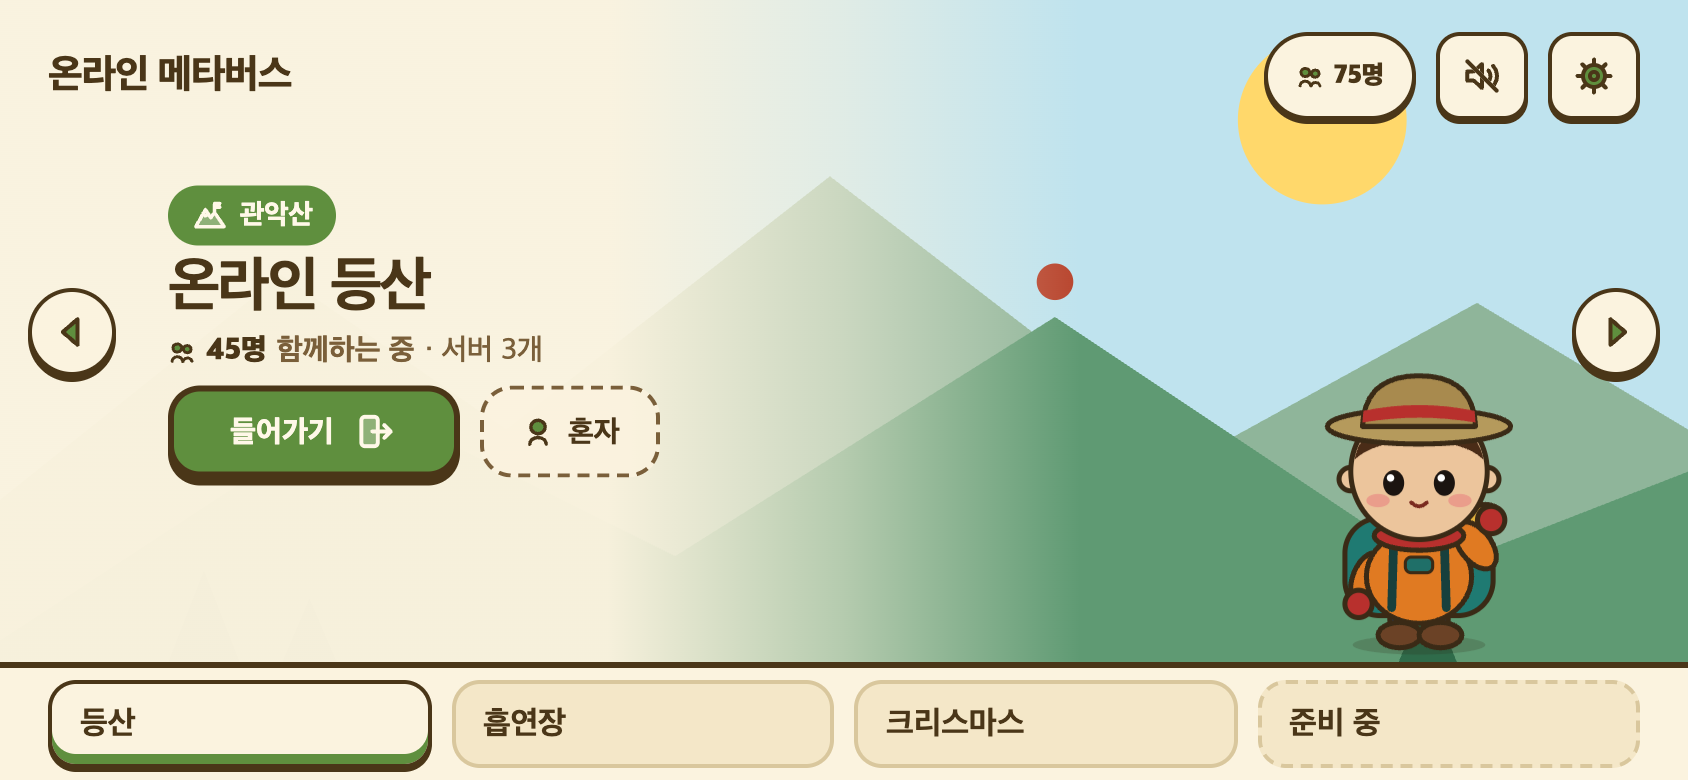 온라인 메타버스
75명
관악산
온라인 등산
45명 함께하는 중 · 서버 3개
들어가기
혼자
등산
흡연장
크리스마스
준비 중